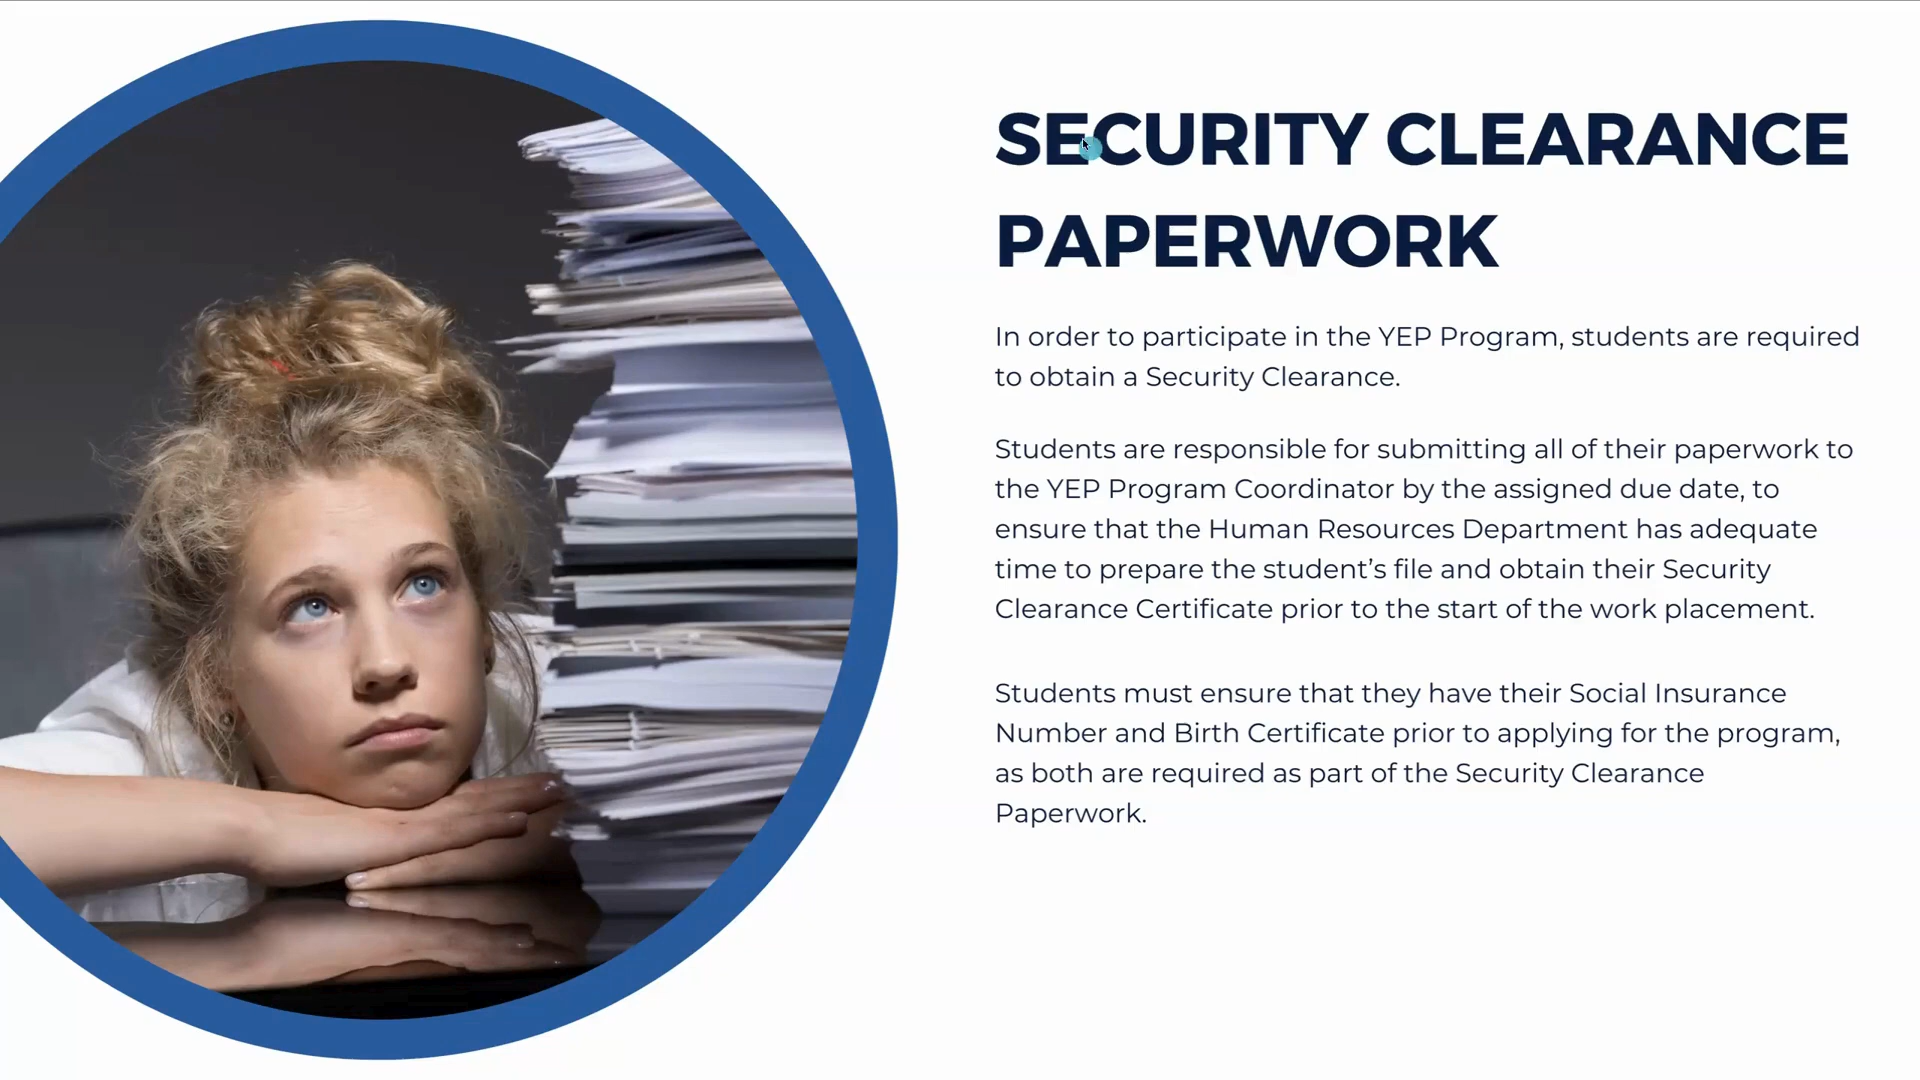 SECURITY CLEARANCE
PAPERWORK
In order to participate in the YEP Program, students are required
to obtain a Security Clearance.
Students are responsible for submitting all of their paperwork to
the YEP Program Coordinator by the assigned due date, to
ensure that the Human Resources Department has adequate
time to prepare the student’s file and obtain their Security
Clearance Certificate prior to the start of the work placement.
Students must ensure that they have their Social Insurance
Number and Birth Certificate prior to applying for the program,
as both are required as part of the Security Clearance
Paperwork.